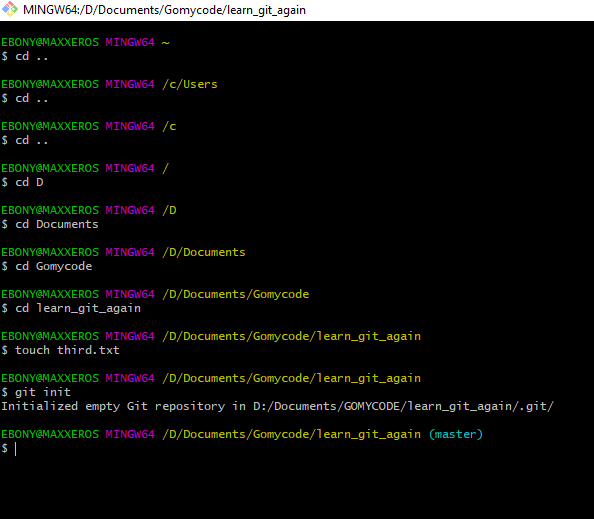 MINGW64:/D/Documents/Gomycode/learn_git_again
EBONY@MAXXEROS MINGW64 ~
$ cd ..
EBONY@MAXXEROS MINGW64 /c/Users
$ cd ..
EBONY@MAXXEROS MINGW64 /c
$ cd ..
EBONY@MAXXEROS MINGW64 /
$ cd D
EBONY@MAXXEROS MINGW64 /D
$ cd Documents
EBONY@MAXXEROS MINGW64 /D/Documents
$ cd Gomycode
EBONY@MAXXEROS MINGW64 /D/Documents/Gomycode
$ cd learn_git_again
EBONY@MAXXEROS MINGW64 /D/Documents/Gomycode/learn_git_again
$ touch third.txt
EBONY@MAXXEROS MINGW64 /D/Documents/Gomycode/learn_git_again
$ git init
Initialized empty Git repository in D:/Documents/GOMYCODE/learn_git_again/.git/
EBONY@MAXXEROS MINGW64 /D/Documents/Gomycode/learn_git_again (master)
$